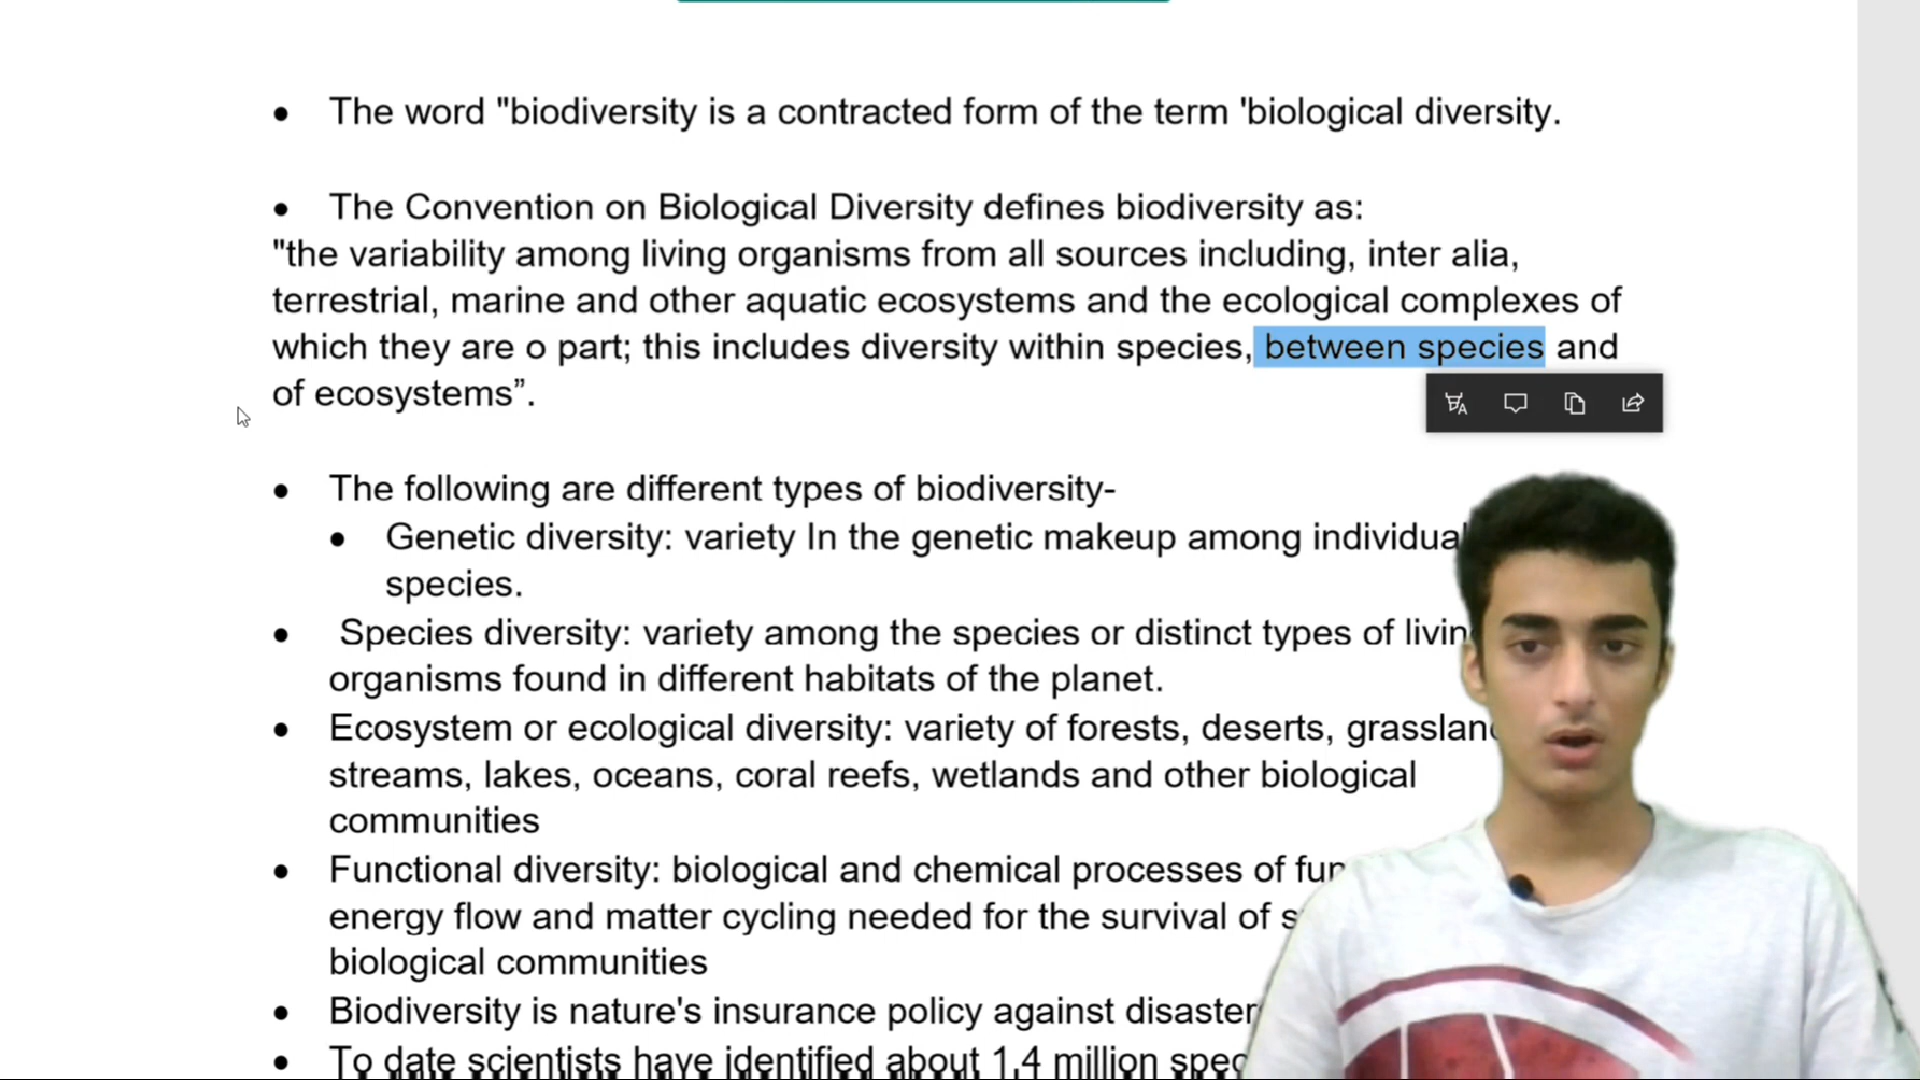 • The word "biodiversity is a contracted form of the term 'biological diversity.
• The Convention on Biological Diversity defines biodiversity as:
"the variability among living organisms from all sources including, inter alia,
terrestrial, marine and other aquatic ecosystems and the ecological complexes of
which they are o part; this includes diversity within species, between species and
of ecosystems”.
• The following are different types of biodiversity-
• Genetic diversity: variety In the genetic makeup among individual
species.
• Species diversity: variety among the species or distinct types of
organisms found in different habitats of the planet.
• Ecosystem or ecological diversity: variety of forests, deserts,
streams, lakes, oceans, coral reefs, wetlands and other biological
communities
• Functional diversity: biological and chemical processes of
energy flow and matter cycling needed for the survival of
biological communities
• Biodiversity is nature's insurance policy against
• To date scientists have identified about 1.4 million